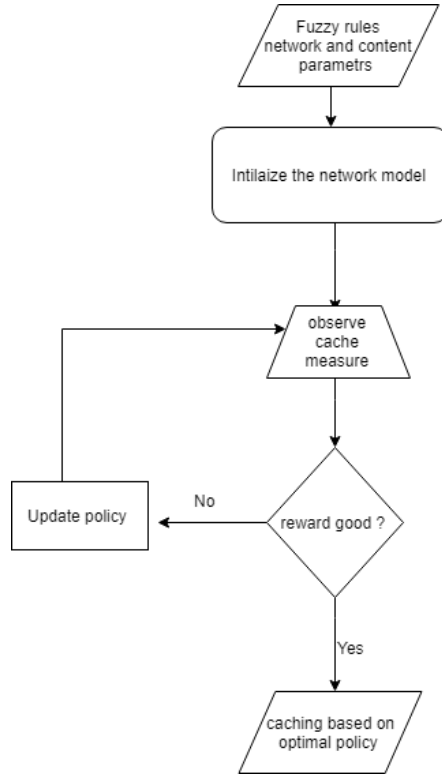 Fuzzy rules
network and content
parametrs
Intilaize the network model
observe
cache
measure
Update policy
No
reward good ?
Yes
caching based on
optimal policy